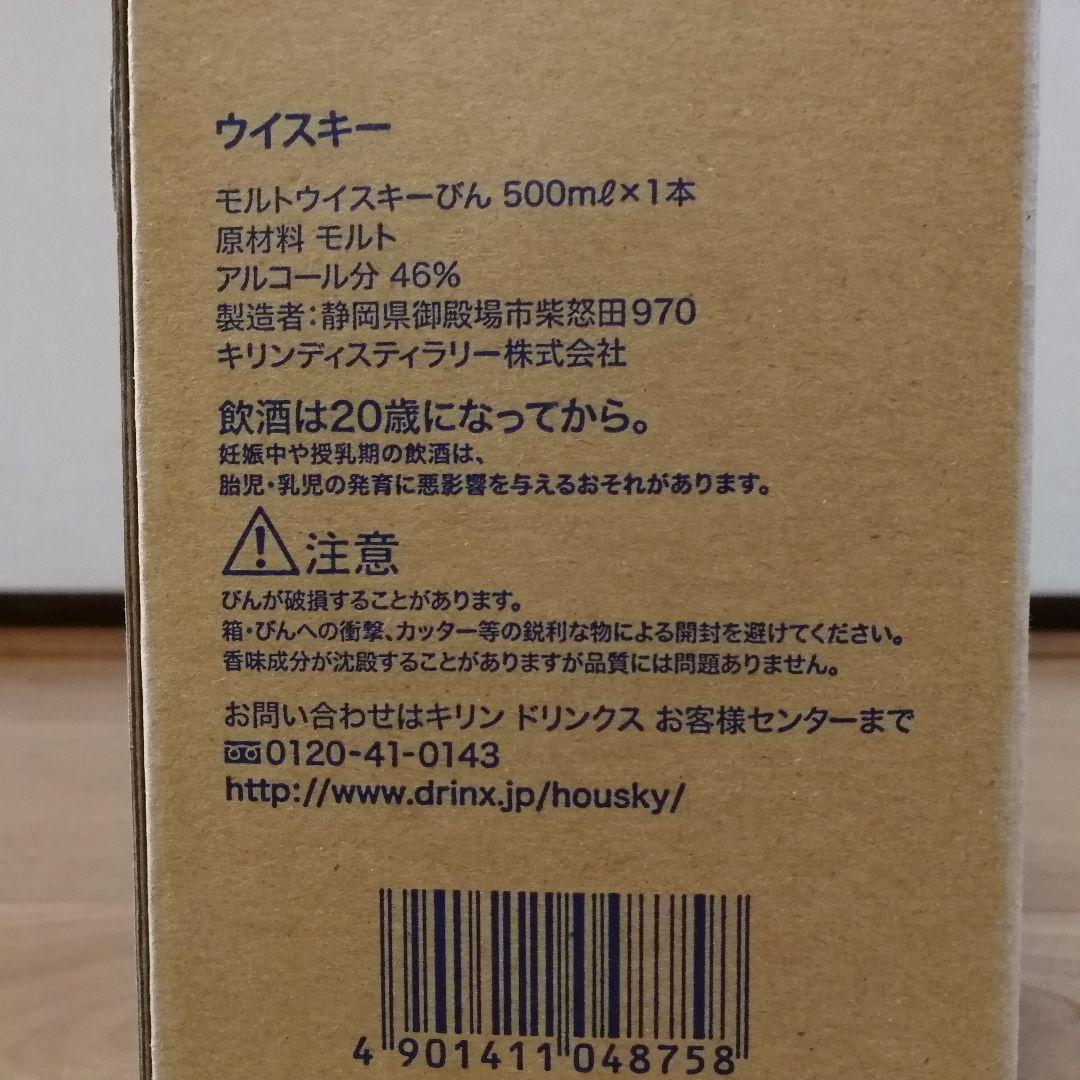 ウイスキー
モルトウイスキーびん 500mℓ×1本
原材料 モルト
アルコール分 46%
製造者:静岡県御殿場市柴怒田970
キリンディスティラリー株式会社
飲酒は20歳になってから。
妊娠中や授乳期の飲酒は、
胎児・乳児の発育に悪影響を与えるおそれがあります。
注意
びんが破損することがあります。
箱・びんへの衝撃、カッター等の鋭利な物による開封を避けてください。
香味成分が沈殿することがありますが品質には問題ありません。
お問い合わせはキリン ドリンクス お客様センターまで
0120-41-0143
http://www.drinx.jp/housky/
4 901411 048758